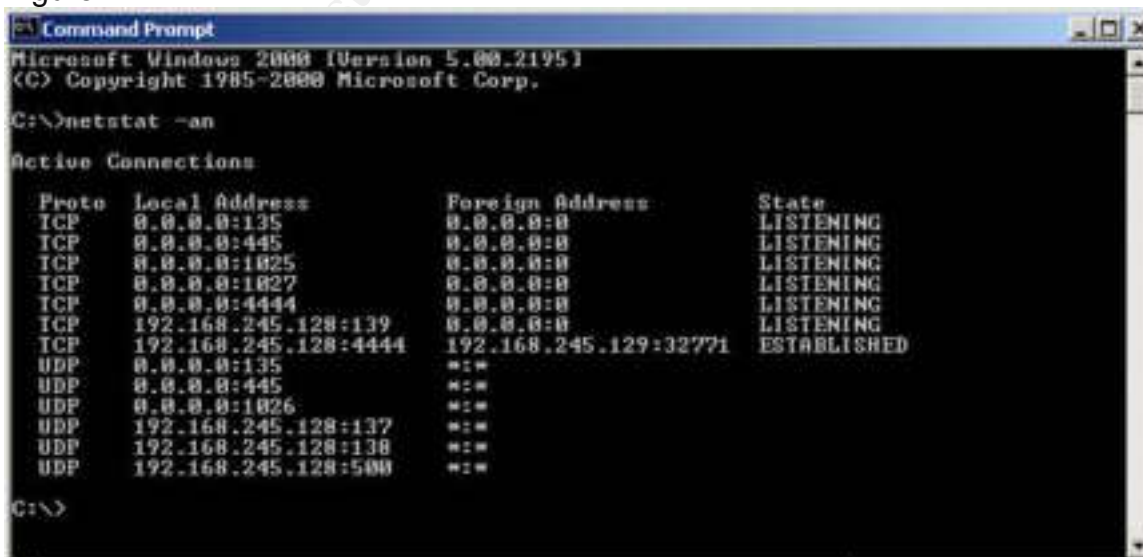 Command Prompt
Microsoft Windows 2000 [Version 5.00.2195]
(C) Copyright 1985-2000 Microsoft Corp.
C:\>netstat -an
Active Connections
Proto Local Address Foreign Address State
TCP 0.0.0.0:135 0.0.0.0:0 LISTENING
TCP 0.0.0.0:445 0.0.0.0:0 LISTENING
TCP 0.0.0.0:1025 0.0.0.0:0 LISTENING
TCP 0.0.0.0:1027 0.0.0.0:0 LISTENING
TCP 0.0.0.0:4444 0.0.0.0:0 LISTENING
TCP 192.168.245.128:139 0.0.0.0:0 LISTENING
TCP 192.168.245.128:4444 192.168.245.129:32771 ESTABLISHED
UDP 0.0.0.0:135 *:*
UDP 0.0.0.0:445 *:*
UDP 0.0.0.0:1026 *:*
UDP 192.168.245.128:137 *:*
UDP 192.168.245.128:138 *:*
UDP 192.168.245.128:500 *:*
C:\>